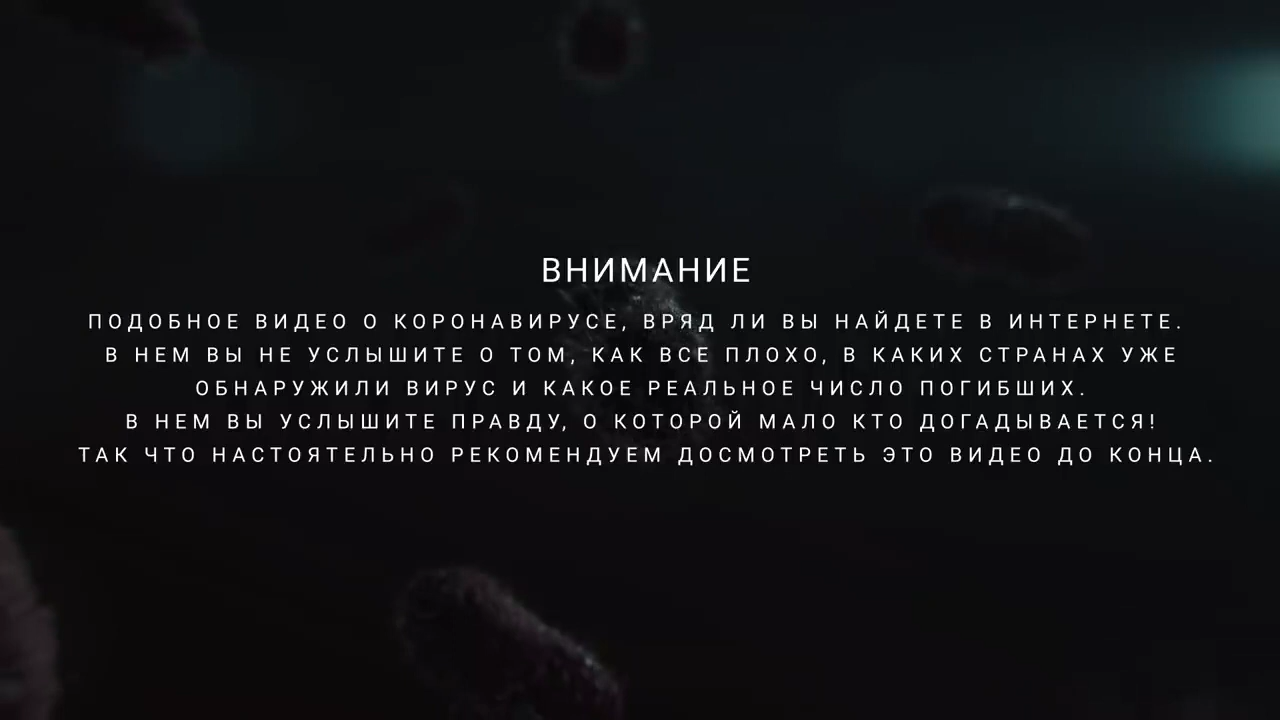 ВНИМАНИЕ
ПОДОБНОЕ ВИДЕО О КОРОНАВИРУСЕ, ВРЯД ЛИ ВЫ НАЙДЕТЕ В ИНТЕРНЕТЕ.
В НЕМ ВЫ НЕ УСЛЫШИТЕ О ТОМ, КАК ВСЕ ПЛОХО, В КАКИХ СТРАНАХ УЖЕ
ОБНАРУЖИЛИ ВИРУС И КАКОЕ РЕАЛЬНОЕ ЧИСЛО ПОГИБШИХ.
В НЕМ ВЫ УСЛЫШИТЕ ПРАВДУ, О КОТОРОЙ МАЛО КТО ДОГАДЫВАЕТСЯ!
ТАК ЧТО НАСТОЯТЕЛЬНО РЕКОМЕНДУЕМ ДОСМОТРЕТЬ ЭТО ВИДЕО ДО КОНЦА.